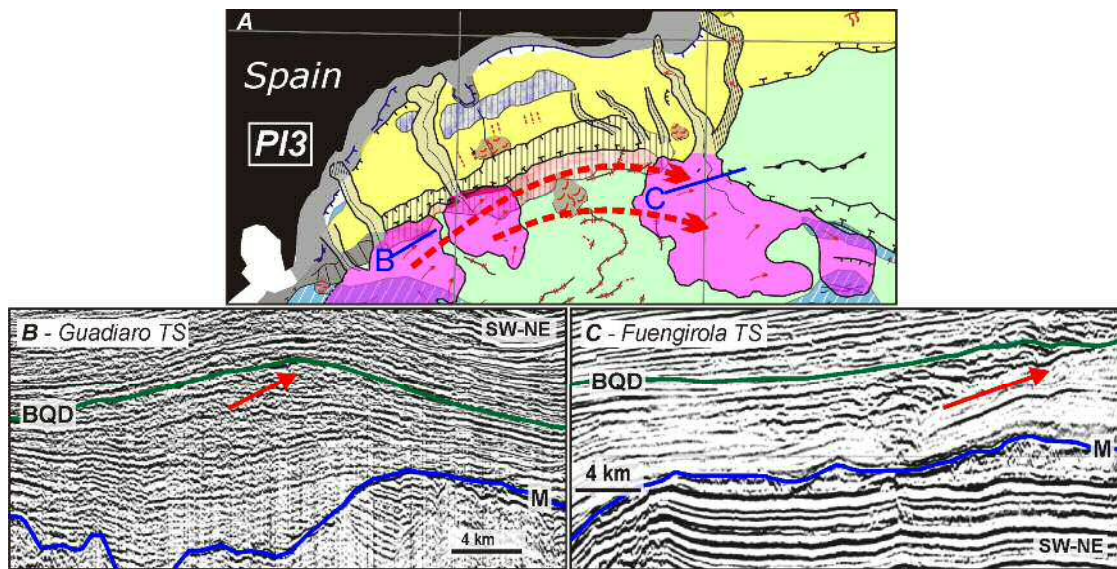 A
Spain
PI3
C
B
B - Guadiaro TS
SW-NE
BQD
M
4 km
C - Fuengirola TS
BQD
M
4 km
SW-NE